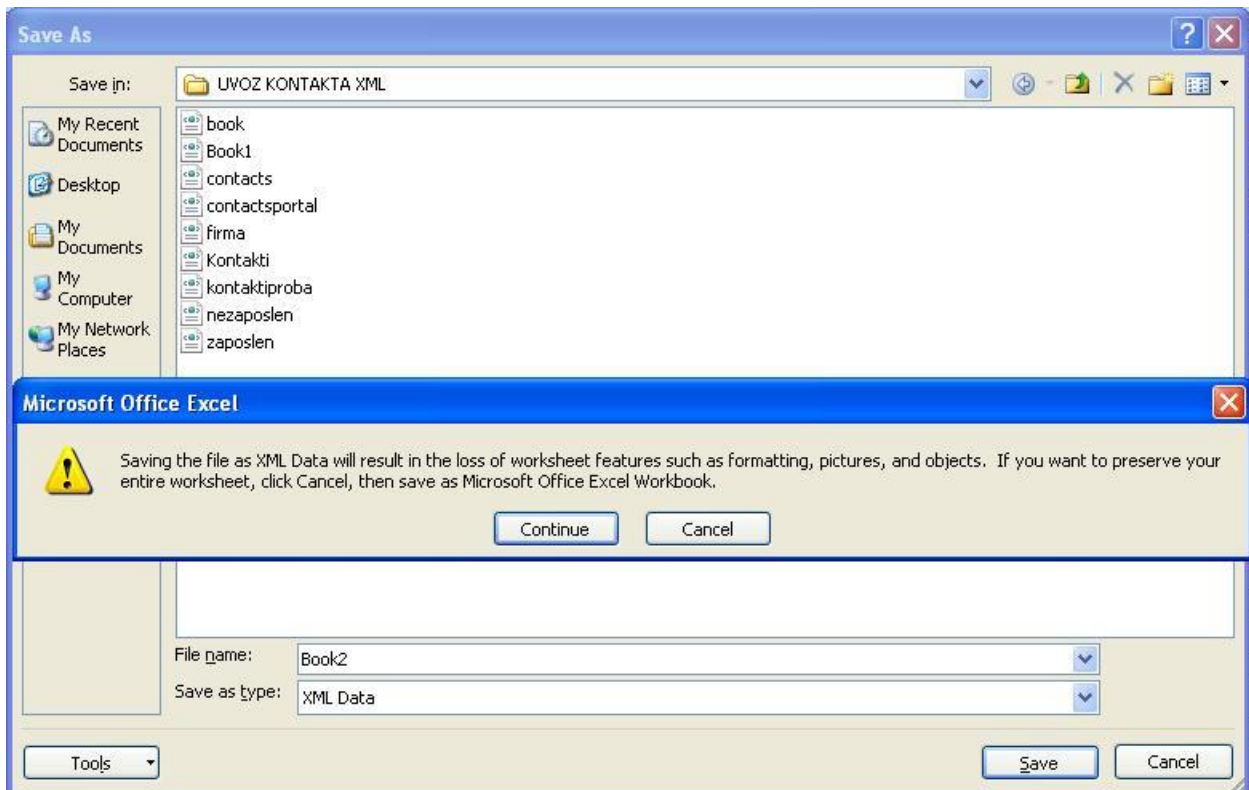 Save As
Save in:
UVOZ KONTAKTA XML
My Recent
Documents
Desktop
My
Documents
My
Computer
My Network
Places
book
Book1
contacts
contactsportal
firma
Kontakti
kontaktiproba
nezaposlen
zaposlen
Microsoft Office Excel
Saving the file as XML Data will result in the loss of worksheet features such as formatting, pictures, and objects. If you want to preserve your
entire worksheet, click Cancel, then save as Microsoft Office Excel Workbook.
Continue
Cancel
File name:
Book2
Save as type:
XML Data
Tools
Save
Cancel